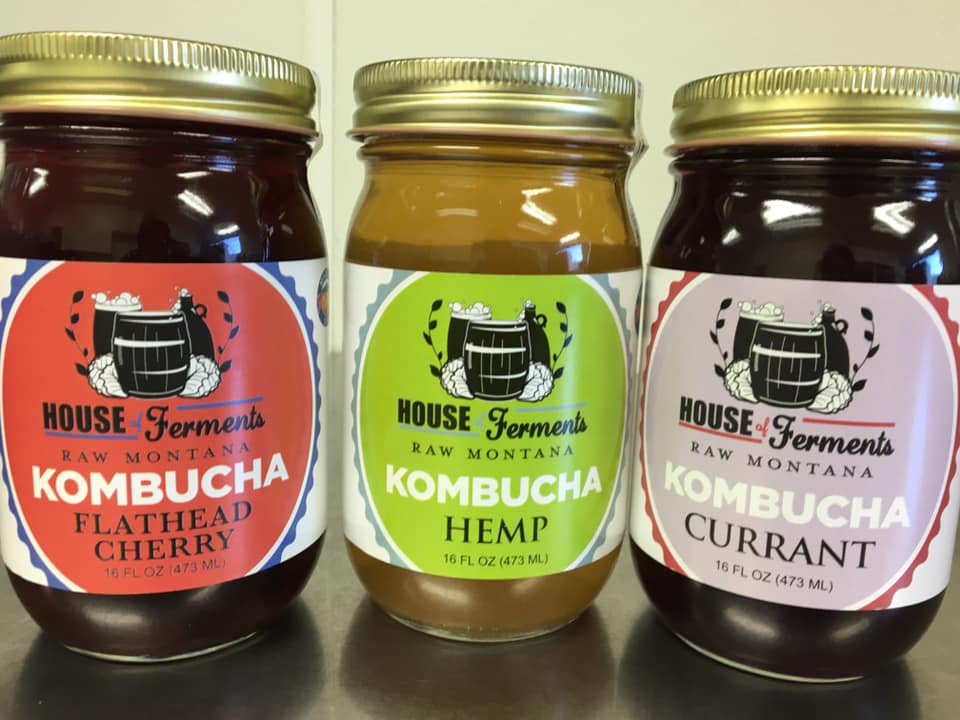 HOUSE of Ferments
RAW MONTANA
KOMBUCHA
FLATHEAD
CHERRY
16 FL OZ (473 ML)
HOUSE of Ferments
RAW MONTANA
KOMBUCHA
HEMP
16 FL OZ (473 ML)
HOUSE of Ferments
RAW MONTANA
KOMBUCHA
CURRANT
16 FL OZ (473 ML)